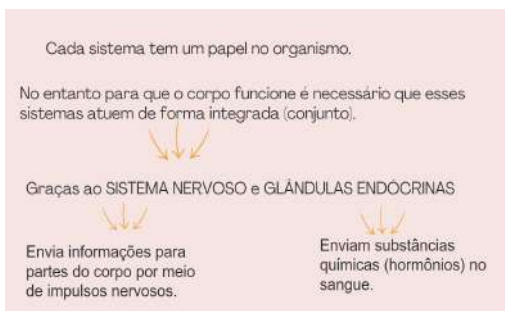 Cada sistema tem um papel no organismo.
No entanto para que o corpo funcione é necessário que esses
sistemas atuem de forma integrada (conjunto).
Graças ao SISTEMA NERVOSO e GLÂNDULAS ENDÓCRINAS
Envia informações para
partes do corpo por meio
de impulsos nervosos.
Enviam substâncias
químicas (hormônios) no
sangue.